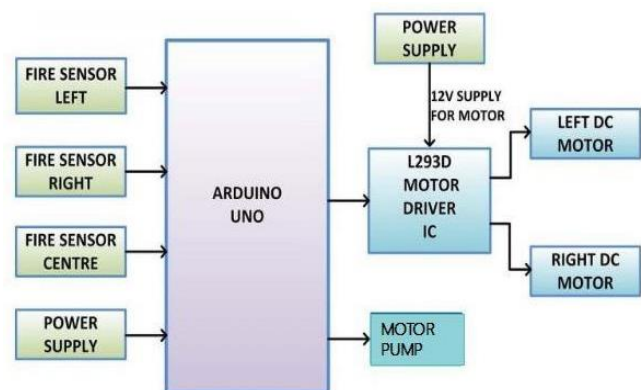 FIRE SENSOR
LEFT
FIRE SENSOR
RIGHT
FIRE SENSOR
CENTRE
POWER
SUPPLY
ARDUINO
UNO
POWER
SUPPLY
12V SUPPLY
FOR MOTOR
L293D
MOTOR
DRIVER
IC
LEFT DC
MOTOR
RIGHT DC
MOTOR
MOTOR
PUMP